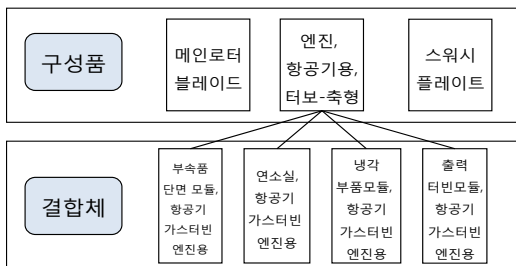 구성품
메인로터
블레이드
엔진,
항공기용,
터보-축형
스워시
플레이트
결합체
부속품
단면 모듈,
항공기
가스터빈
엔진용
연소실,
항공기
가스터빈
엔진용
냉각
부품모듈,
항공기
가스터빈
엔진용
출력
터빈모듈,
항공기
가스터빈
엔진용